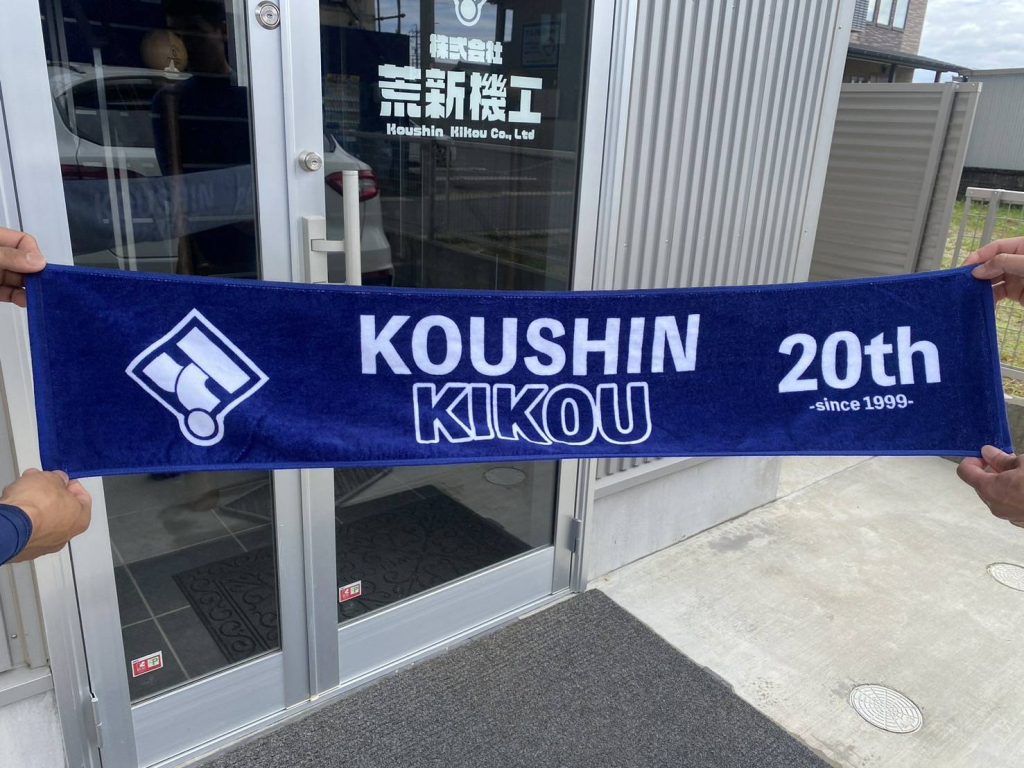 株式会社
荒新機工
Koushin Kikou Co., Ltd
KOUSHIN
KIKOU
20th
-since 1999-